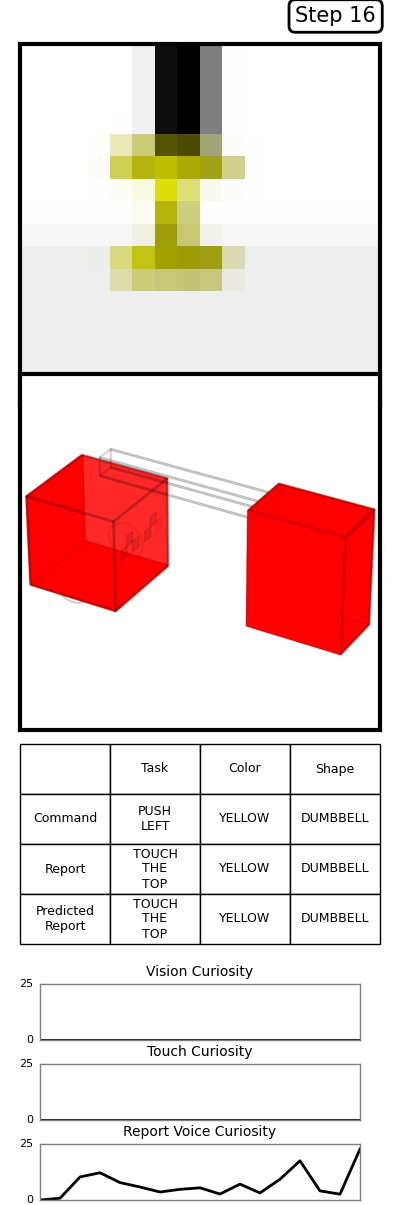 Step 16
Task Color Shape
Command PUSH LEFT YELLOW DUMBBELL
Report TOUCH THE TOP YELLOW DUMBBELL
Predicted Report TOUCH THE TOP YELLOW DUMBBELL
Vision Curiosity
25
0
Touch Curiosity
25
0
Report Voice Curiosity
25
0